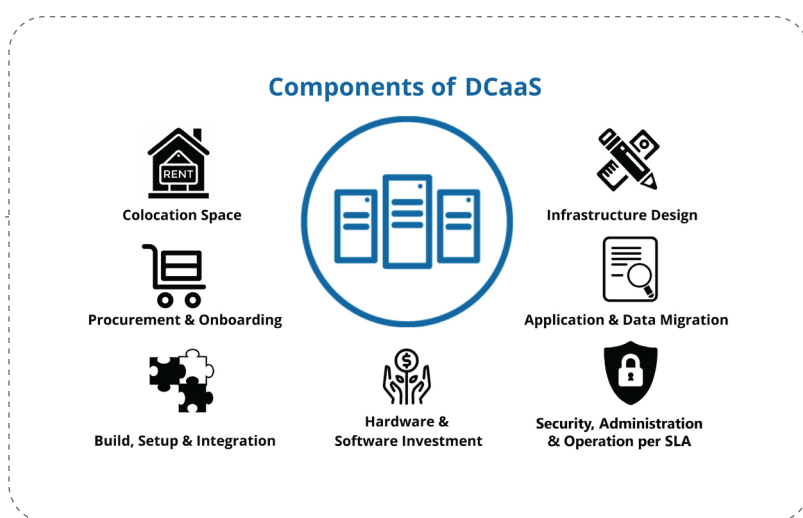 Components of DCaaS
RENT
Colocation Space
Infrastructure Design
Procurement & Onboarding
Application & Data Migration
Build, Setup & Integration
Hardware &
Software Investment
Security, Administration
& Operation per SLA